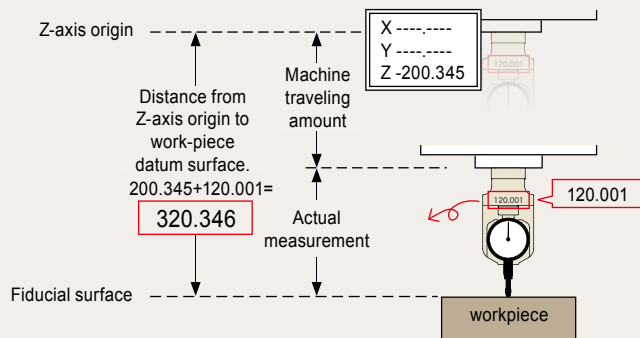 Z-axis origin
X ----.----
Y ----.----
Z -200.345
120.001
Machine
traveling
amount
Distance from
Z-axis origin to
work-piece
datum surface.
200.345+120.001=
320.346
120.001
120.001
Actual
measurement
Fiducial surface
workpiece